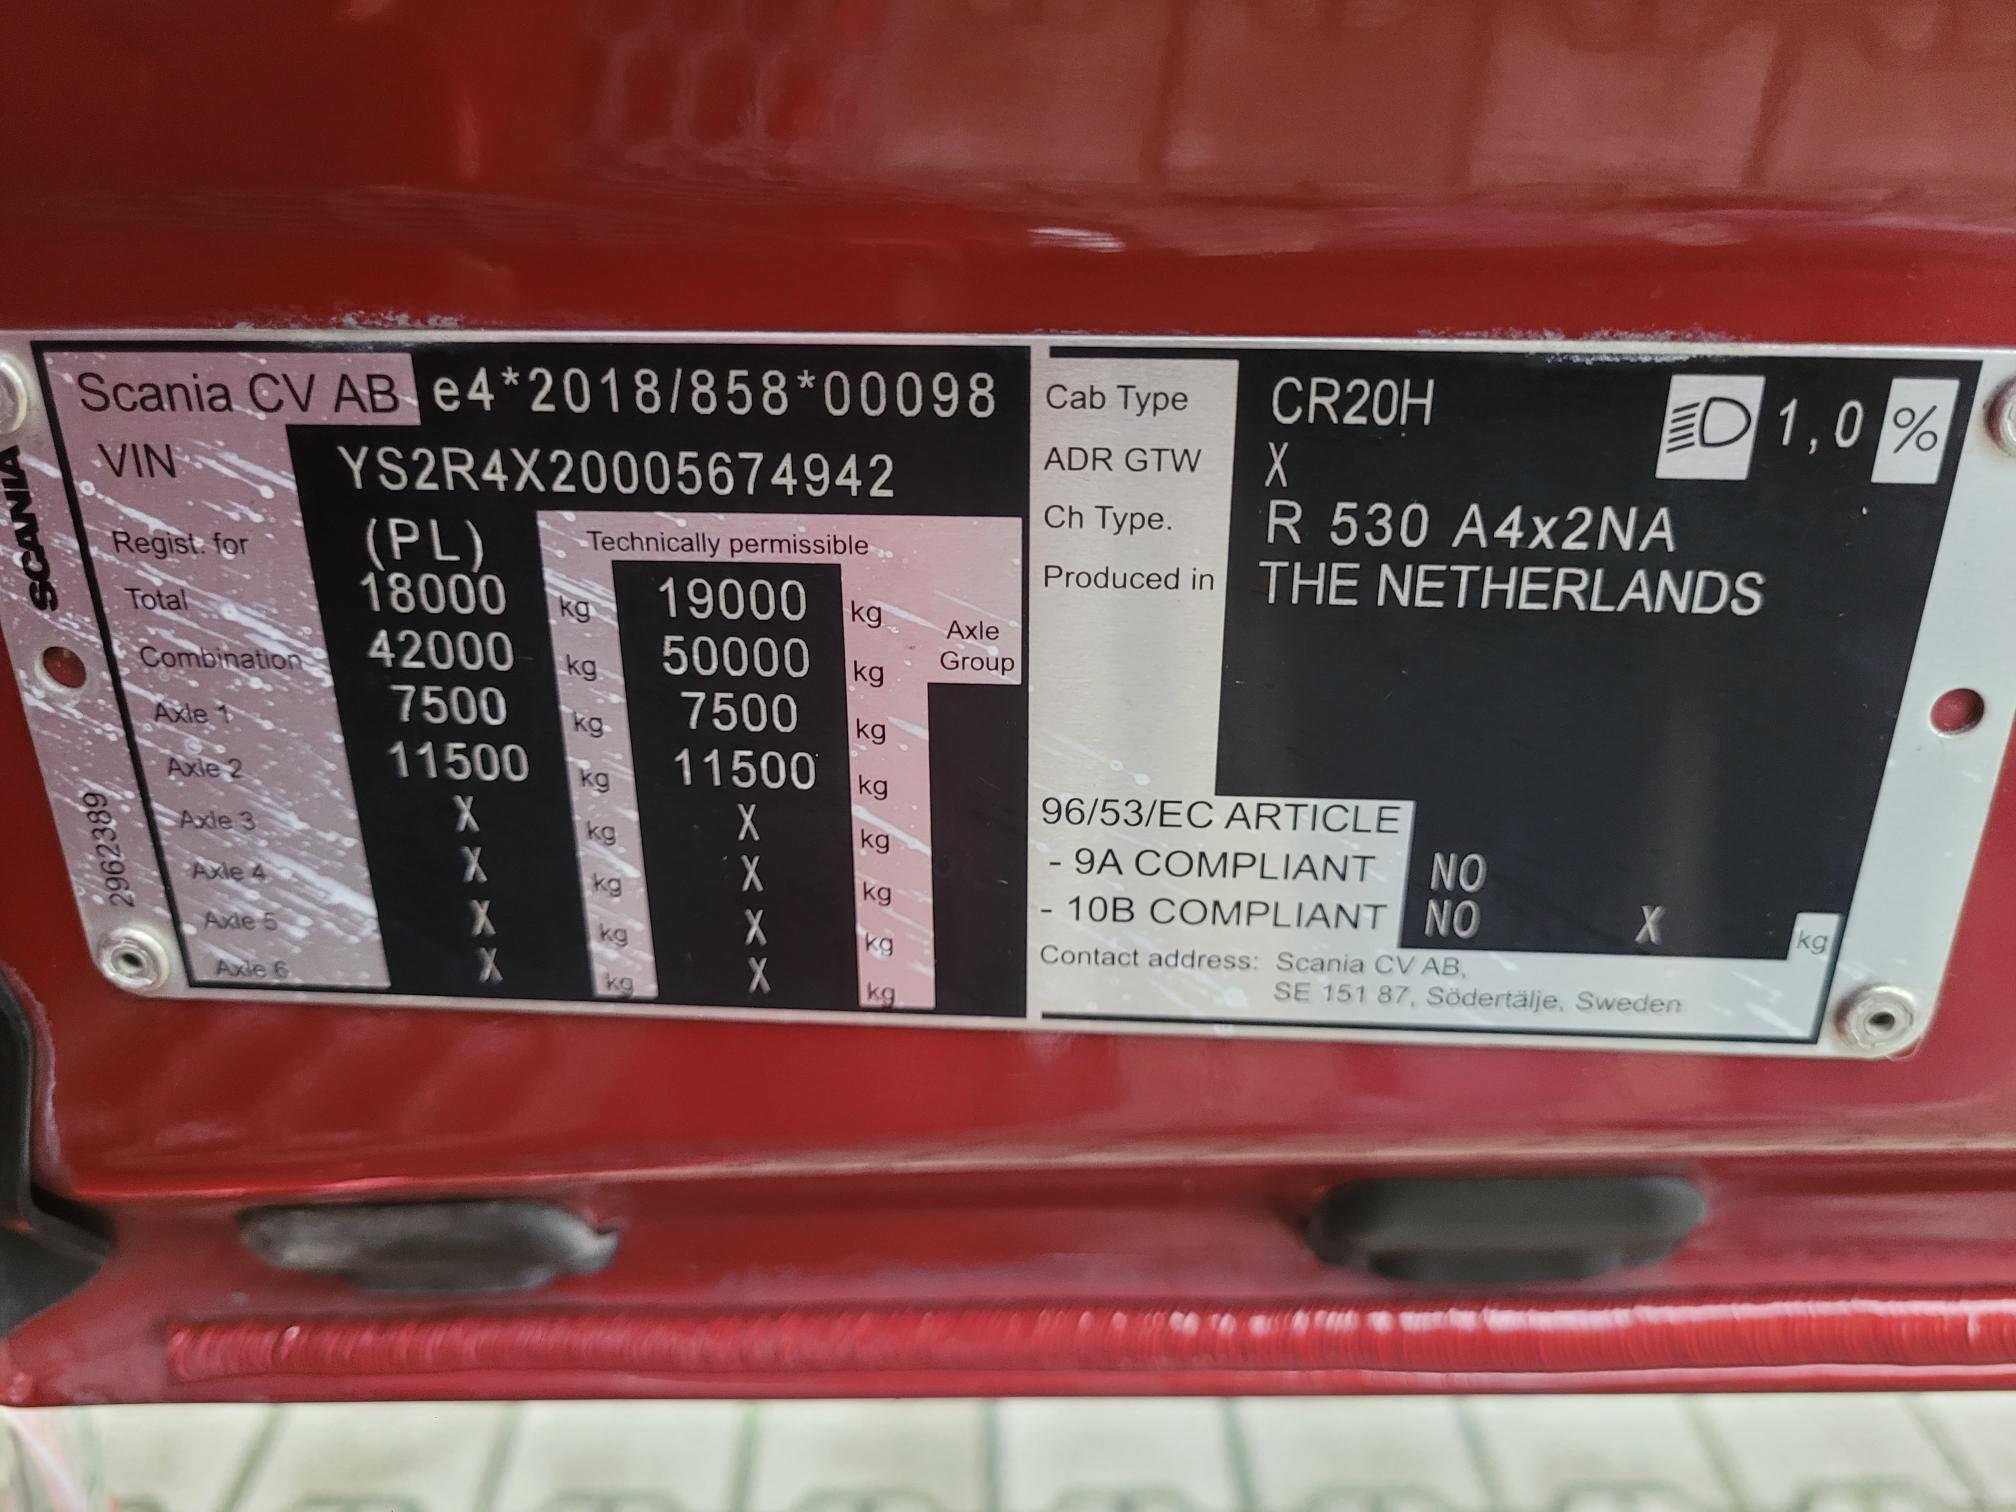 Scania CV AB e4*2018/858*00098
VIN YS2R4X20005674942
Regist. for (PL) Technically permissible
Total 18000 kg 19000 kg
Combination 42000 kg 50000 kg Axle Group
Axle 1 7500 kg 7500 kg
Axle 2 11500 kg 11500 kg
Axle 3 X kg X kg
Axle 4 X kg X kg
Axle 5 X kg X kg
Axle 6 X kg X kg
SCANIA
2962389
Cab Type CR20H 1,0 %
ADR GTW X
Ch Type. R 530 A4x2NA
Produced in THE NETHERLANDS
96/53/EC ARTICLE
- 9A COMPLIANT NO
- 10B COMPLIANT NO X kg
Contact address: Scania CV AB,
SE 151 87, Södertälje, Sweden